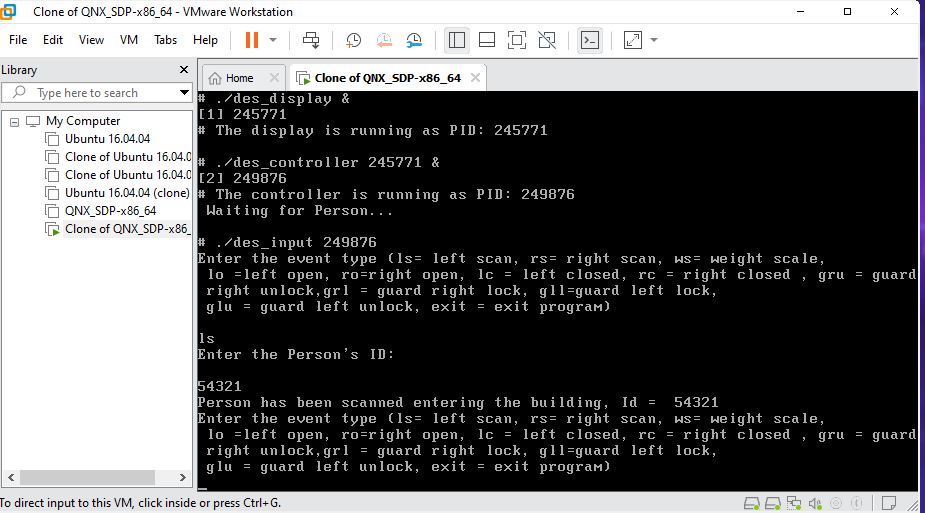 Clone of QNX_SDP-x86_64 - VMware Workstation
File Edit View VM Tabs Help
Library
Type here to search
My Computer
Ubuntu 16.04.04
Clone of Ubuntu 16.04.0
Clone of Ubuntu 16.04.0
Ubuntu 16.04.04 (clone)
QNX_SDP-x86_64
Clone of QNX_SDP-x86_
Home
Clone of QNX_SDP-x86_64
# ./des_display &
[1] 245771
# The display is running as PID: 245771
# ./des_controller 245771 &
[2] 249876
# The controller is running as PID: 249876
Waiting for Person...
# ./des_input 249876
Enter the event type (ls= left scan, rs= right scan, ws= weight scale,
lo =left open, ro=right open, lc = left closed, rc = right closed , gru = guard
right unlock,grl = guard right lock, gll=guard left lock,
glu = guard left unlock, exit = exit program)
ls
Enter the Person's ID:
54321
Person has been scanned entering the building, Id =  54321
Enter the event type (ls= left scan, rs= right scan, ws= weight scale,
lo =left open, ro=right open, lc = left closed, rc = right closed , gru = guard
right unlock,grl = guard right lock, gll=guard left lock,
glu = guard left unlock, exit = exit program)
To direct input to this VM, click inside or press Ctrl+G.